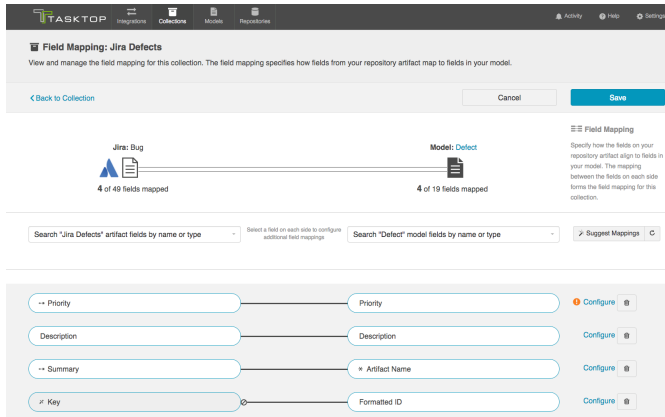 TASKTOP
Integrations
Collections
Models
Repositories
Activity
Help
Settings
Field Mapping: Jira Defects
View and manage the field mapping for this collection. The field mapping specifies how fields from your repository artifact map to fields in your model.
Back to Collection
Cancel
Save
Field Mapping
Specify how the fields on your
repository artifact align to fields in
your model. The mapping
between the fields on each side
forms the field mapping for this
collection.
Jira: Bug
Model: Defect
4 of 49 fields mapped
4 of 19 fields mapped
Search "Jira Defects" artifact fields by name or type
Select a field on each side to configure
additional field mappings
Search "Defect" model fields by name or type
Suggest Mappings
Priority
Priority
Configure
Description
Description
Configure
Summary
Artifact Name
Configure
Key
Formatted ID
Configure